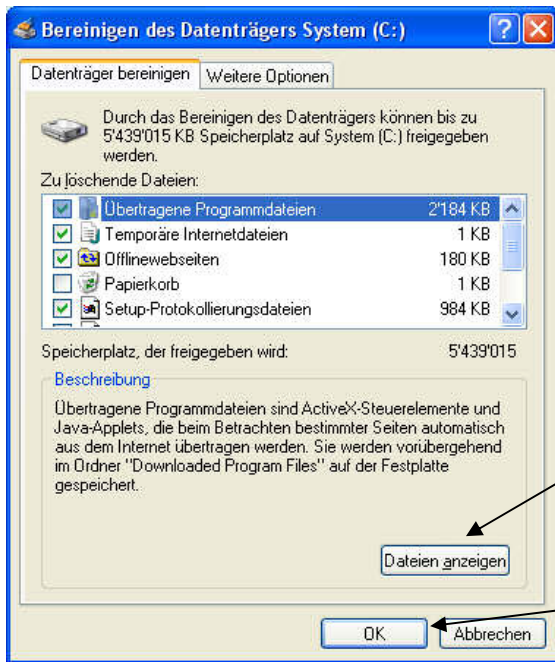 Bereinigen des Datenträgers System (C:)
Datenträger bereinigen
Weitere Optionen
Durch das Bereinigen des Datenträgers können bis zu
5'439'015 KB Speicherplatz auf System (C:) freigegeben
werden.
Zu löschende Dateien:
Übertragene Programmdateien 2'184 KB
Temporäre Internetdateien 1 KB
Offlinewebseiten 180 KB
Papierkorb 1 KB
Setup-Protokollierungsdateien 984 KB
Speicherplatz, der freigegeben wird: 5'439'015
Beschreibung
Übertragene Programmdateien sind ActiveX-Steuerelemente und
Java-Applets, die beim Betrachten bestimmter Seiten automatisch
aus dem Internet übertragen werden. Sie werden vorübergehend
im Ordner "Downloaded Program Files" auf der Festplatte
gespeichert.
Dateien anzeigen
OK Abbrechen